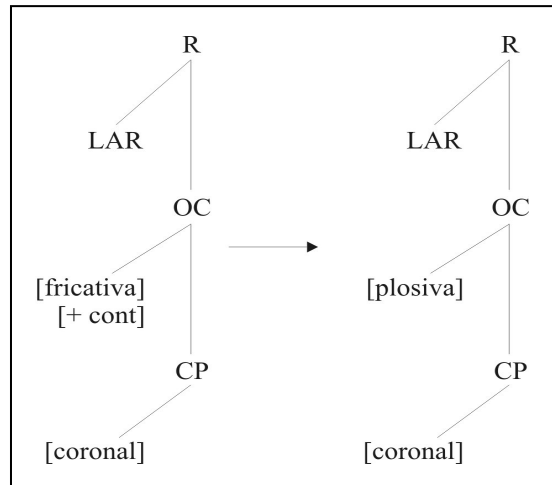 R R
LAR LAR
OC OC
[fricativa] [plosiva]
[+ cont]
CP CP
[coronal] [coronal]